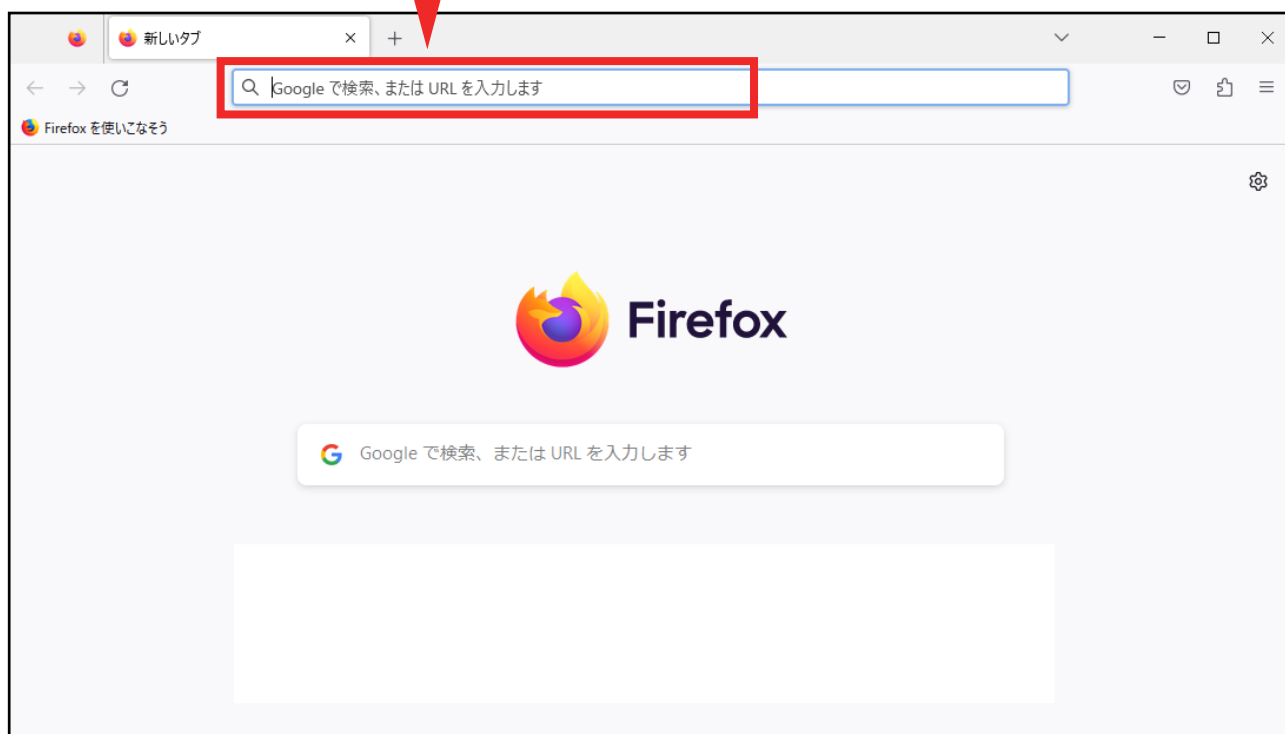 新しいタブ
Google で検索、または URL を入力します
Firefox を使いこなそう
Firefox
Google で検索、または URL を入力します